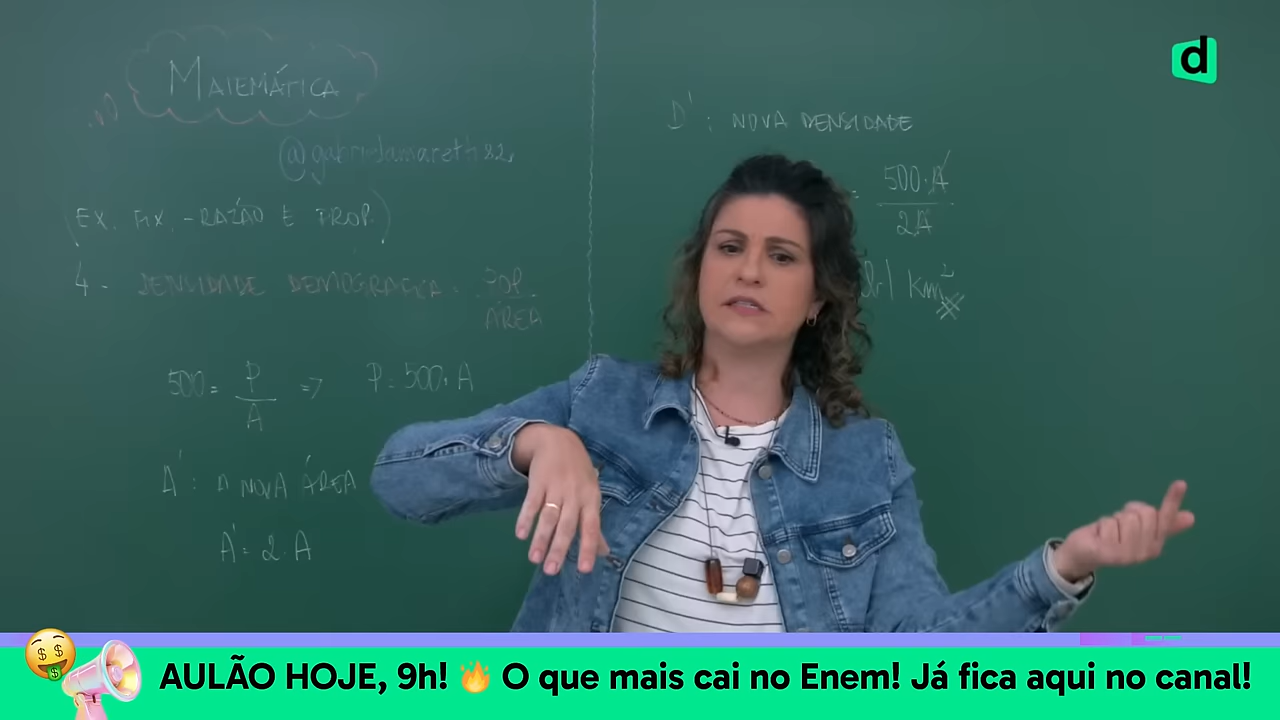 MATEMÁTICA
(EX. FIX. - RAZÃO E PROP.)
4 - DENSIDADE DEMOGRÁFICA = POP.
ÁREA
500 = P => P = 500 . A
A
A' : A NOVA ÁREA
A' = 2 . A
D' : NOVA DENSIDADE
= 500 . A
2A
| km²
d
AULÃO HOJE, 9h! 🔥 O que mais cai no Enem! Já fica aqui no canal!